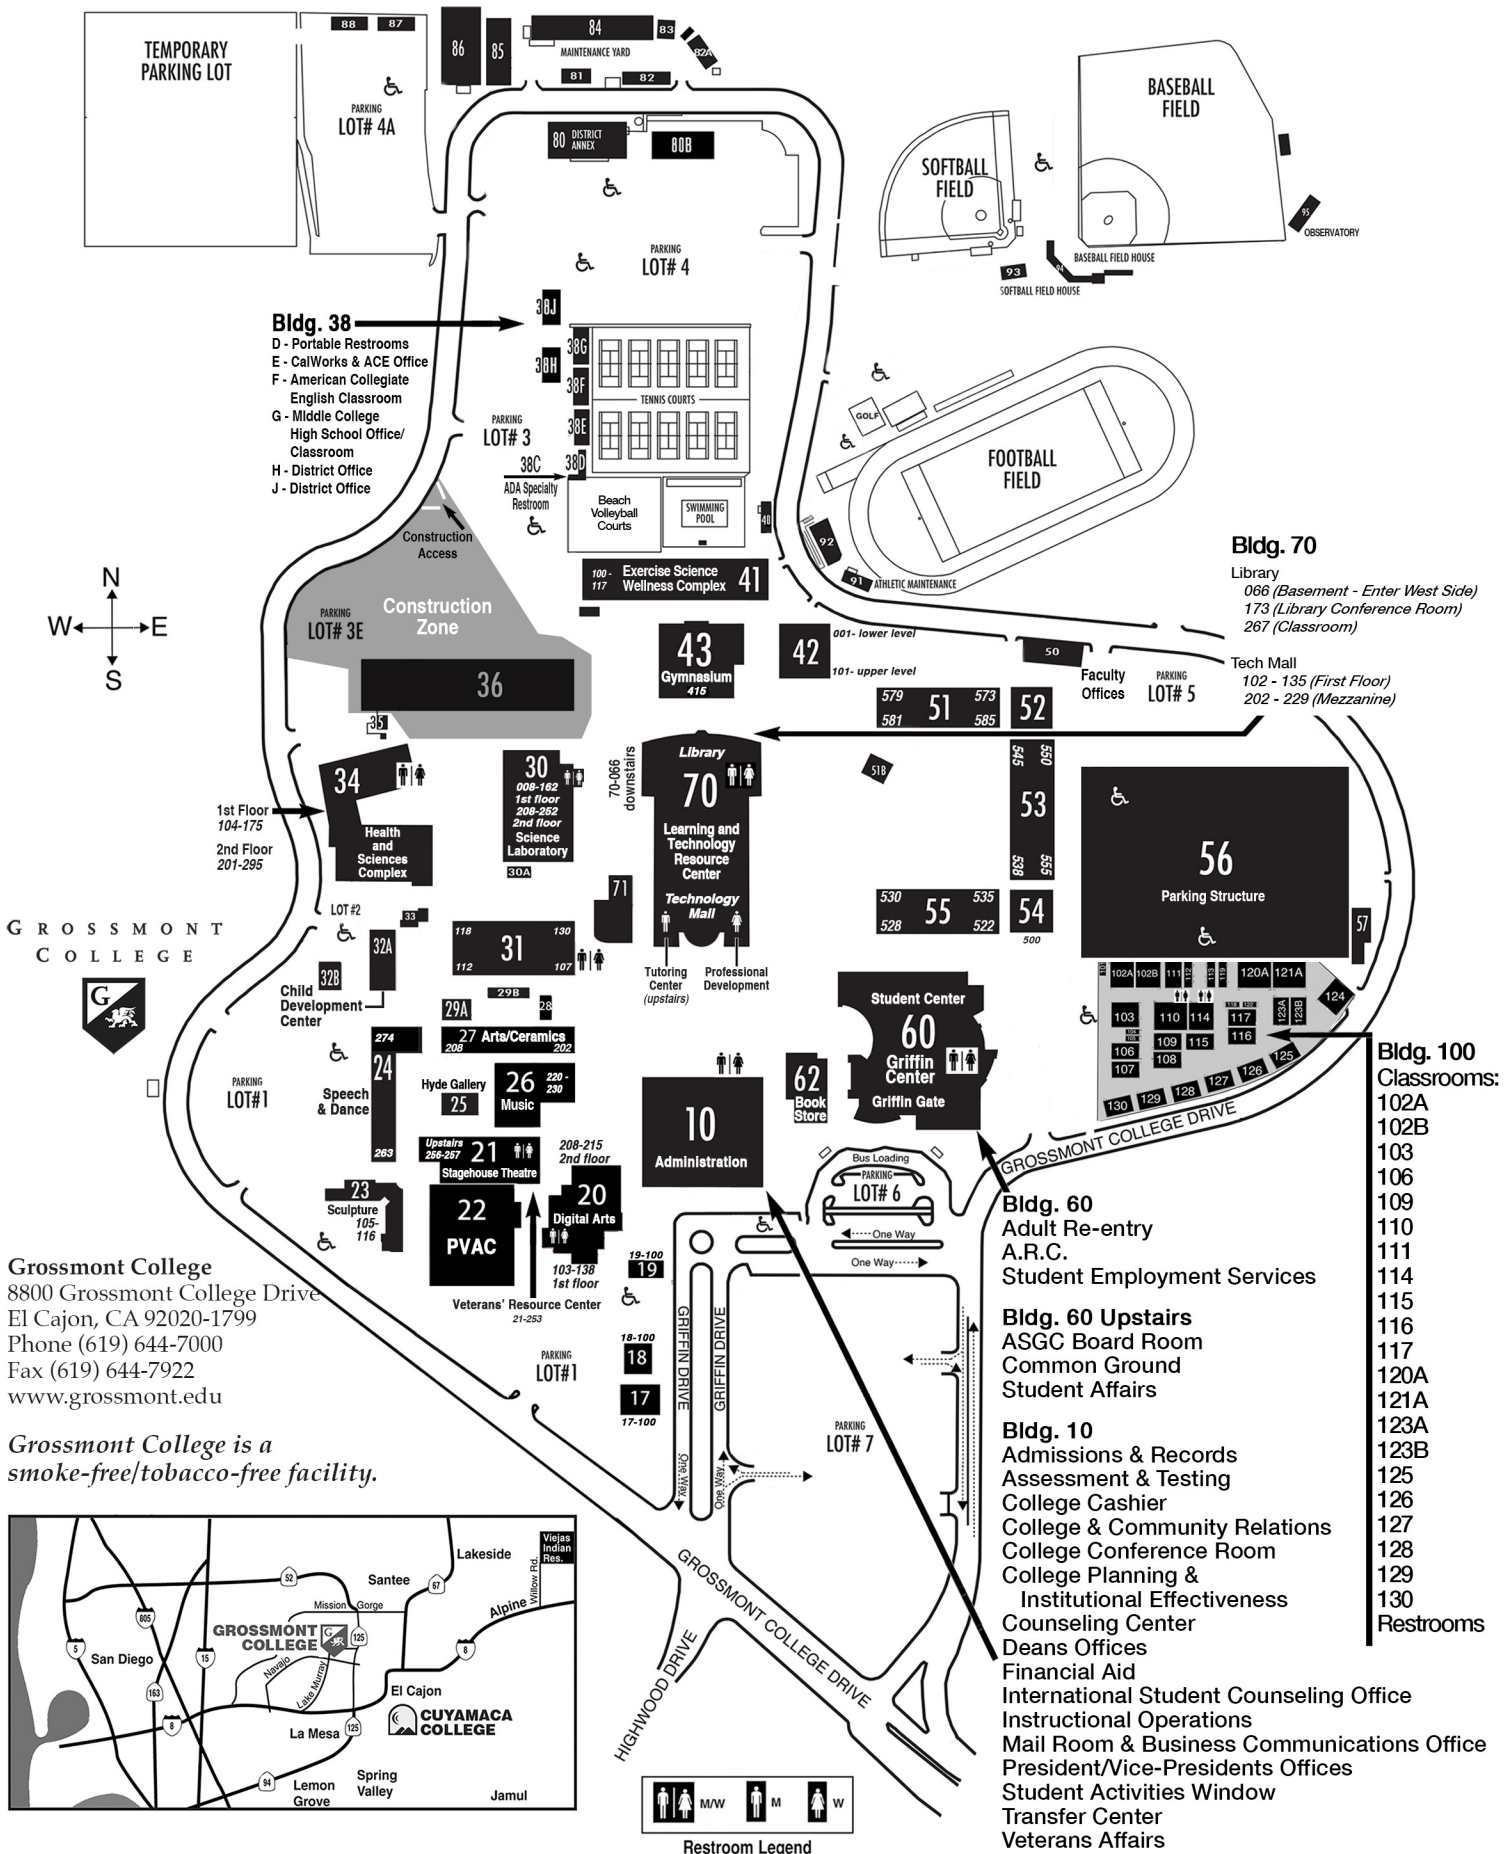 TEMPORARY
PARKING LOT
88
87
PARKING
LOT# 4A
86
85
84
83
82A
MAINTENANCE YARD
81
82
80 DISTRICT
ANNEX
80B
BASEBALL
FIELD
SOFTBALL
FIELD
95
OBSERVATORY
BASEBALL FIELD HOUSE
93
94
SOFTBALL FIELD HOUSE
PARKING
LOT# 4
Bldg. 38
D - Portable Restrooms
E - CalWorks & ACE Office
F - American Collegiate
English Classroom
G - MIddle College
High School Office/
Classroom
H - District Office
J - District Office
38J
38H
38G
38F
38E
38D
TENNIS COURTS
PARKING
LOT# 3
38C
ADA Specialty
Restroom
Beach
Volleyball
Courts
SWIMMING
POOL
40
GOLF
FOOTBALL
FIELD
92
91
ATHLETIC MAINTENANCE
Construction
Access
Construction
Zone
PARKING
LOT# 3E
N
W
E
S
100 -
117
Exercise Science
Wellness Complex
41
43
Gymnasium
415
42
001- lower level
101- upper level
50
Faculty
Offices
PARKING
LOT# 5
Bldg. 70
Library
066 (Basement - Enter West Side)
173 (Library Conference Room)
267 (Classroom)
Tech Mall
102 - 135 (First Floor)
202 - 229 (Mezzanine)
36
35
579
573
51
581
585
52
51B
545
550
53
538
555
530
535
55
528
522
54
500
56
Parking Structure
57
34
Health
and
Sciences
Complex
1st Floor
104-175
2nd Floor
201-295
30
008-162
1st floor
208-252
2nd floor
Science
Laboratory
30A
70-066
downstairs
Library
70
Learning and
Technology
Resource
Center
Technology
Mall
Tutoring
Center
(upstairs)
Professional
Development
71
LOT #2
33
32A
32B
Child
Development
Center
118
130
31
112
107
29B
29A
28
27 Arts/Ceramics
208
202
GROSSMONT
COLLEGE
G
274
24
263
Speech
& Dance
PARKING
LOT#1
Hyde Gallery
25
26
220 -
230
Music
Upstairs
256-257
21
Stagehouse Theatre
208-215
2nd floor
20
Digital Arts
103-138
1st floor
22
PVAC
23
Sculpture
105-
116
Veterans' Resource Center
21-253
19-100
19
18-100
18
17
17-100
10
Administration
62
Book
Store
Student Center
60
Griffin
Center
Griffin Gate
102A
102B
111
112
113
119
120A
121A
124
103
110
114
117
116
123A
123B
106
109
115
107
108
125
126
127
128
129
130
GROSSMONT COLLEGE DRIVE
Bus Loading
PARKING
LOT# 6
One Way
One Way
GRIFFIN DRIVE
GRIFFIN DRIVE
One Way
One Way
PARKING
LOT#1
PARKING
LOT# 7
GROSSMONT COLLEGE DRIVE
HIGHWOOD DRIVE
Bldg. 60
Adult Re-entry
A.R.C.
Student Employment Services
Bldg. 60 Upstairs
ASGC Board Room
Common Ground
Student Affairs
Bldg. 10
Admissions & Records
Assessment & Testing
College Cashier
College & Community Relations
College Conference Room
College Planning &
Institutional Effectiveness
Counseling Center
Deans Offices
Financial Aid
International Student Counseling Office
Instructional Operations
Mail Room & Business Communications Office
President/Vice-Presidents Offices
Student Activities Window
Transfer Center
Veterans Affairs
Bldg. 100
Classrooms:
102A
102B
103
106
109
110
111
114
115
116
117
120A
121A
123A
123B
125
126
127
128
129
130
Restrooms
Grossmont College
8800 Grossmont College Drive
El Cajon, CA 92020-1799
Phone (619) 644-7000
Fax (619) 644-7922
www.grossmont.edu
Grossmont College is a
smoke-free/tobacco-free facility.
Viejas
Indian
Res.
Lakeside
52
Santee
67
Willow Rd.
Mission Gorge
Alpine
805
GROSSMONT
COLLEGE
G
125
8
5
San Diego
15
Navajo
Lake Murray
163
El Cajon
8
CUYAMACA
COLLEGE
La Mesa
125
94
Lemon
Grove
Spring
Valley
Jamul
M/W
M
W
Restroom Legend